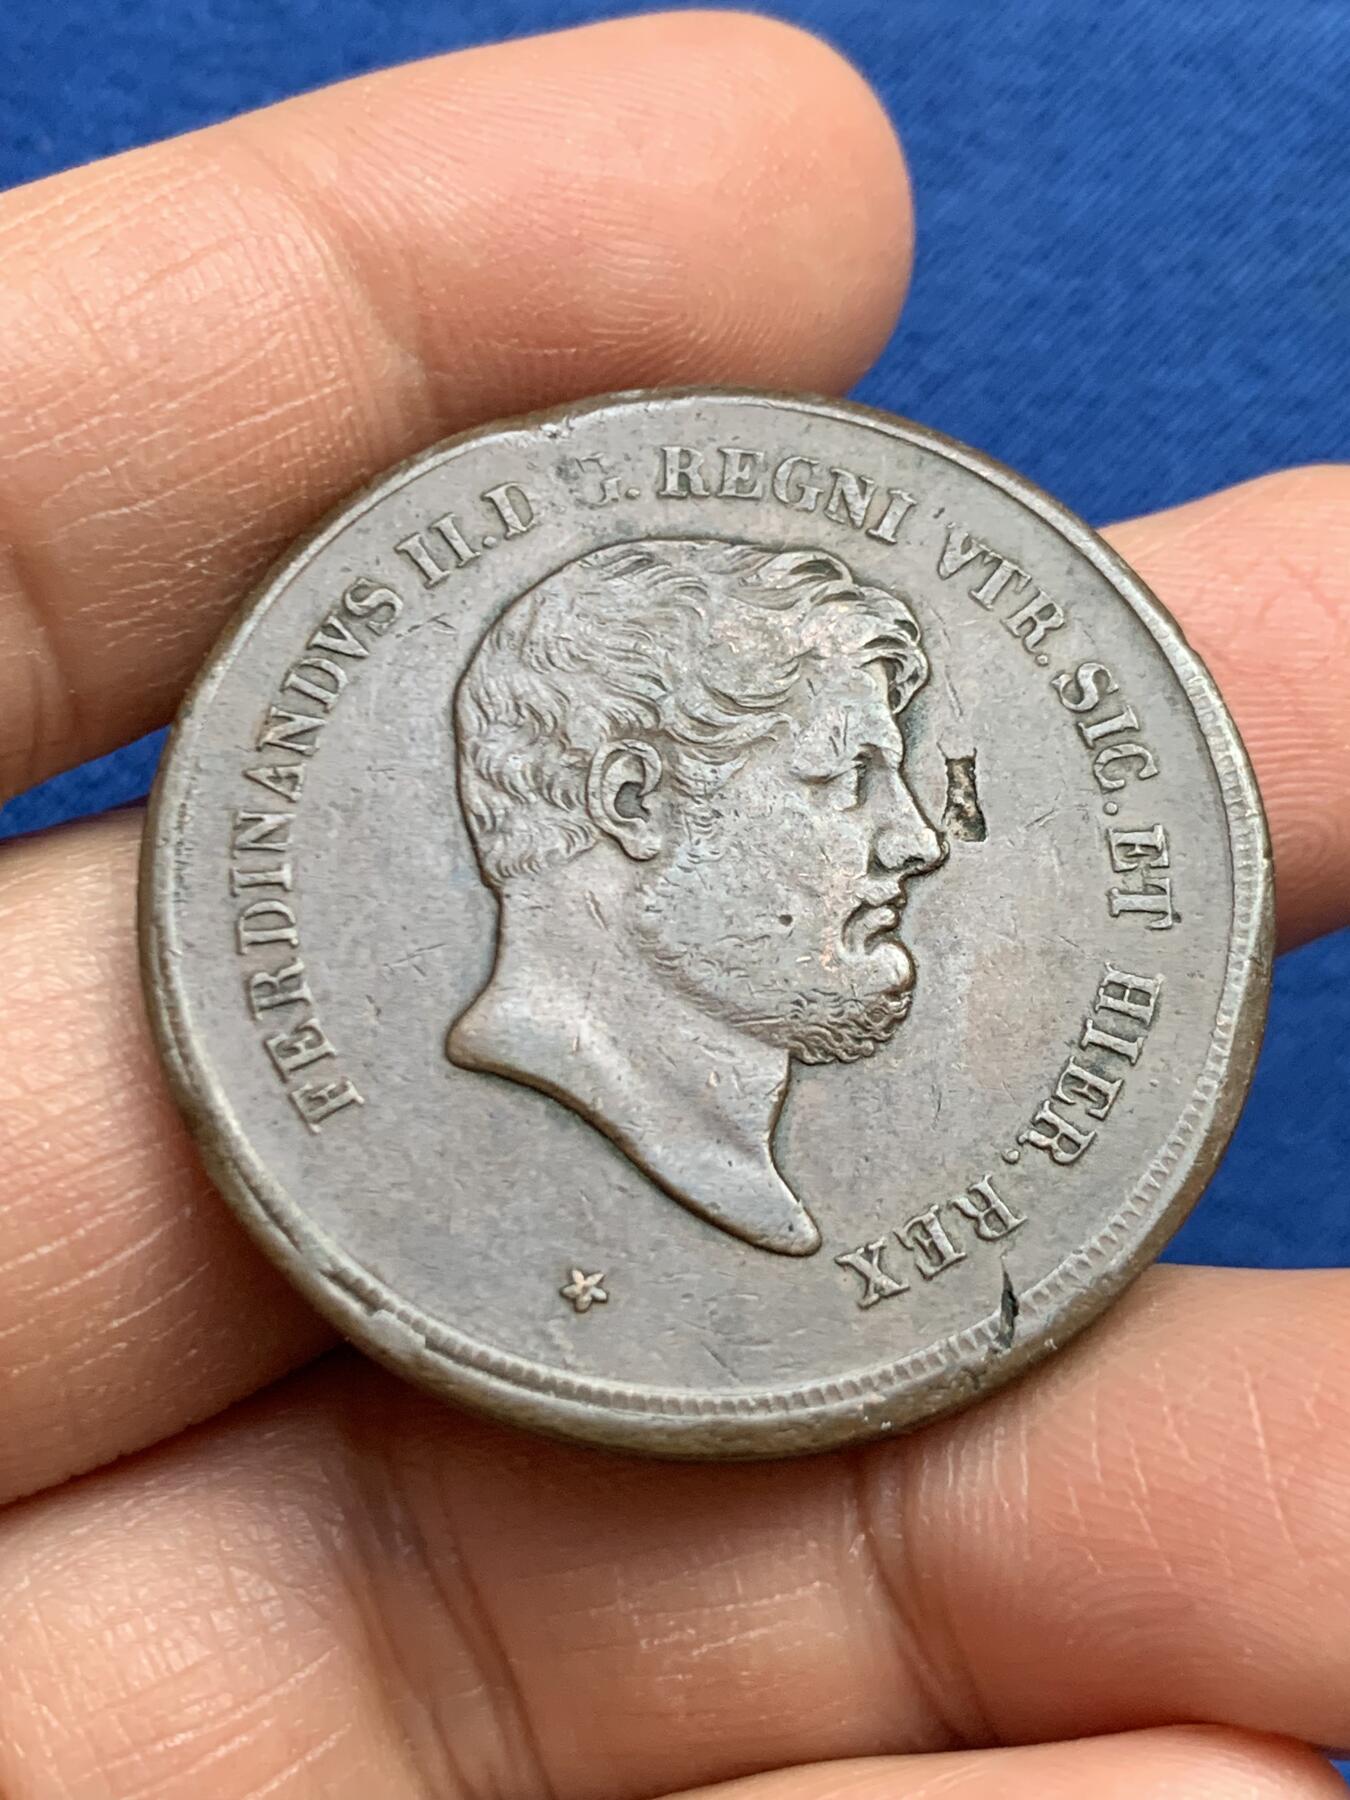 FERDINANDVS II. D G. REGNI VTR. SIC. ET HIER. REX